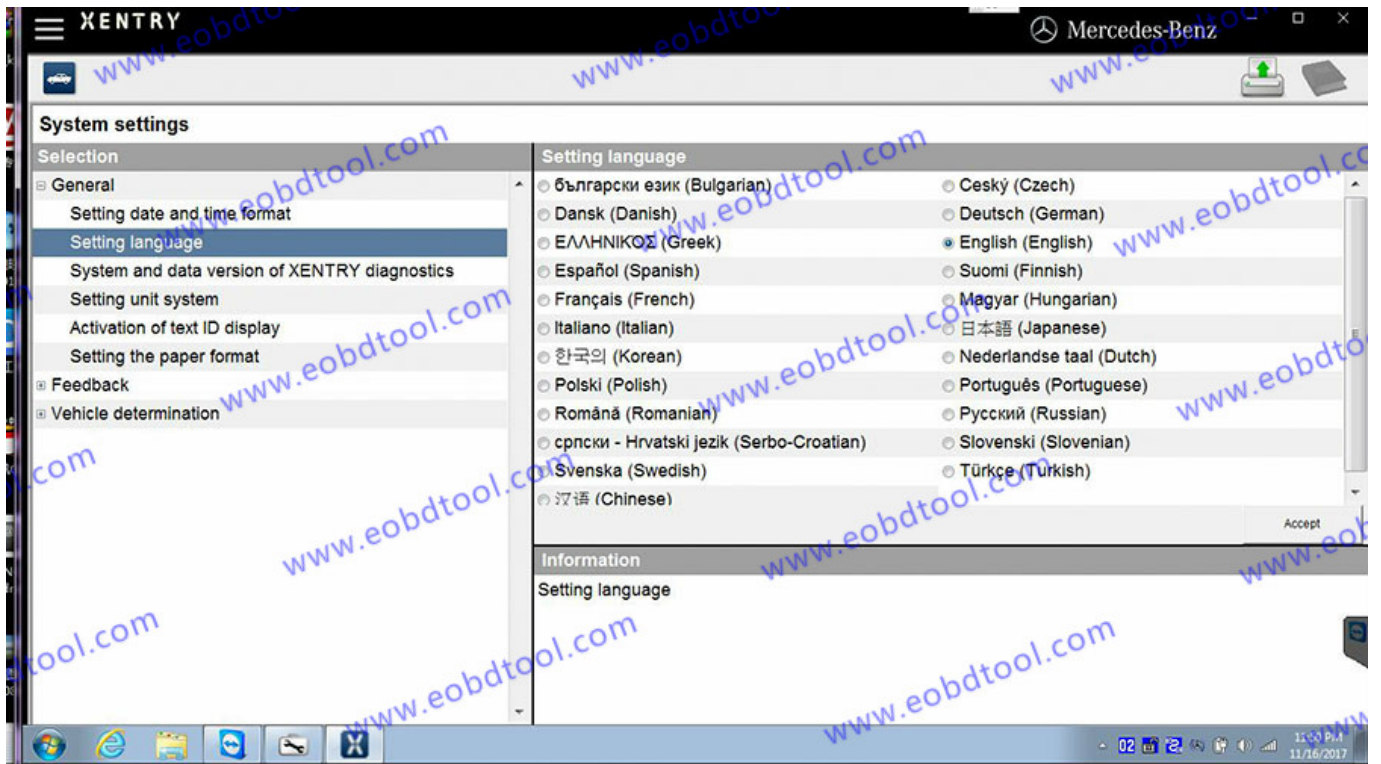 XENTRY
Mercedes-Benz
System settings
Selection
General
Setting date and time format
Setting language
System and data version of XENTRY diagnostics
Setting unit system
Activation of text ID display
Setting the paper format
Feedback
Vehicle determination
Setting language
български език (Bulgarian)
Ceský (Czech)
Dansk (Danish)
Deutsch (German)
ΕΛΛΗΝΙΚΌΣ (Greek)
English (English)
Español (Spanish)
Suomi (Finnish)
Français (French)
Magyar (Hungarian)
Italiano (Italian)
日本語 (Japanese)
한국의 (Korean)
Nederlandse taal (Dutch)
Polski (Polish)
Português (Portuguese)
Română (Romanian)
Русский (Russian)
српски - Hrvatski jezik (Serbo-Croatian)
Slovenski (Slovenian)
Svenska (Swedish)
Türkçe (Turkish)
汉语 (Chinese)
Accept
Information
Setting language
02
11/16/2017
www.eobdtool.com